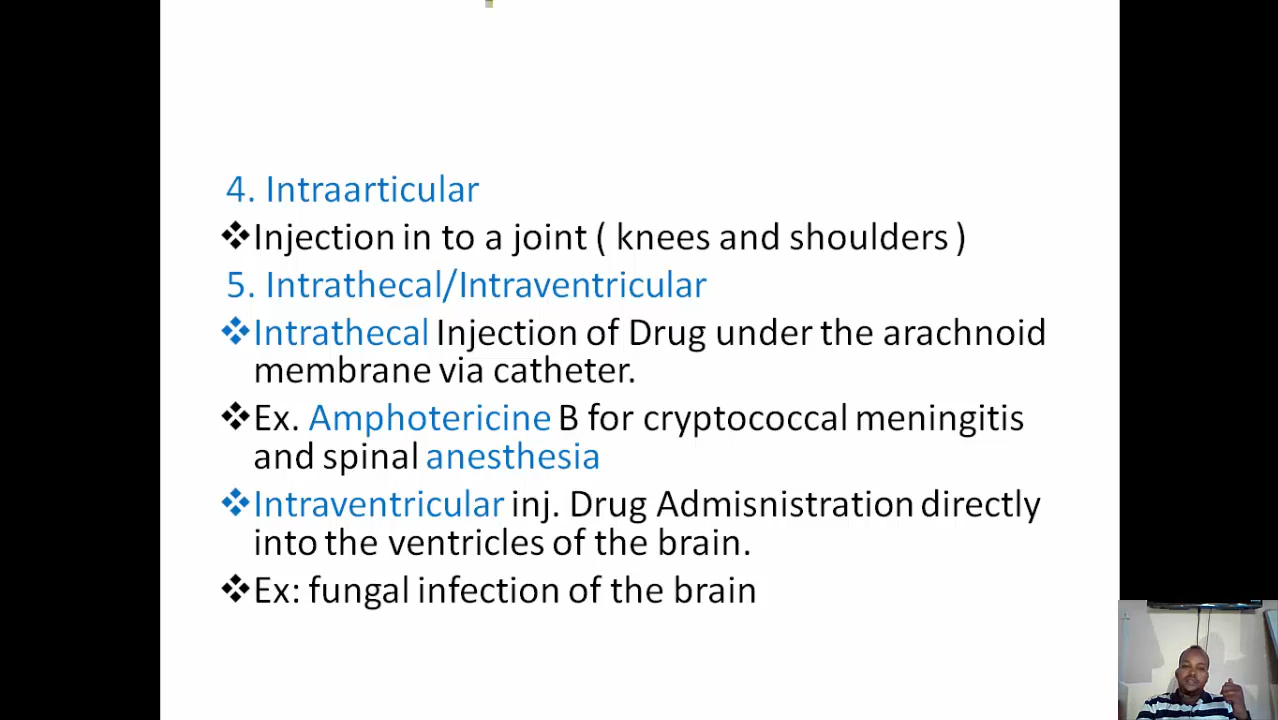 4. Intraarticular
❖Injection in to a joint ( knees and shoulders )
5. Intrathecal/Intraventricular
❖Intrathecal Injection of Drug under the arachnoid
membrane via catheter.
❖Ex. Amphotericine B for cryptococcal meningitis
and spinal anesthesia
❖Intraventricular inj. Drug Admisnistration directly
into the ventricles of the brain.
❖Ex: fungal infection of the brain